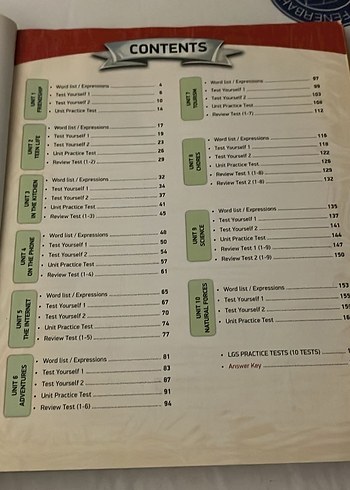 FENERBAH
CONTENTS
UNIT 1
FRIENDSHIP
• Word list / Expressions
• Test Yourself 1
• Test Yourself 2 10
• Unit Practice Test 14
UNIT 2
TEEN LIFE
• Word list / Expressions 17
• Test Yourself 1 19
• Test Yourself 2 23
• Unit Practice Test 26
• Review Test (1-2) 29
UNIT 3
IN THE KITCHEN
• Word list / Expressions 32
• Test Yourself 1 34
• Test Yourself 2 37
• Unit Practice Test 41
• Review Test (1-3) 45
UNIT 4
ON THE PHONE
• Word list / Expressions 48
• Test Yourself 1 50
• Test Yourself 2 54
• Unit Practice Test 57
• Review Test (1-4) 61
UNIT 5
THE INTERNET
• Word list / Expressions 65
• Test Yourself 1 67
• Test Yourself 2 70
• Unit Practice Test 74
• Review Test (1-5) 77
UNIT 6
ADVENTURES
• Word list / Expressions 81
• Test Yourself 1 83
• Test Yourself 2 87
• Unit Practice Test 91
• Review Test (1-6) 94
UNIT 7
TOURISM
• Word list / Expressions 97
• Test Yourself 1 99
• Test Yourself 2 103
• Unit Practice Test
• Review Test (1-7) 112
UNIT 8
CHORES
• Word list / Expressions 116
• Test Yourself 1 118
• Test Yourself 2 122
• Unit Practice Test 126
• Review Test 1 (1-8) 129
• Review Test 2 (1-8) 132
UNIT 9
SCIENCE
• Word list / Expressions 135
• Test Yourself 1 137
• Test Yourself 2 141
• Unit Practice Test 144
• Review Test 1 (1-9) 147
• Review Test 2 (1-9) 150
UNIT 10
NATURAL FORCES
• Word list / Expressions 153
• Test Yourself 1 155
• Test Yourself 2
• Unit Practice Test
• LGS PRACTICE TESTS (10 TESTS)
• Answer Key